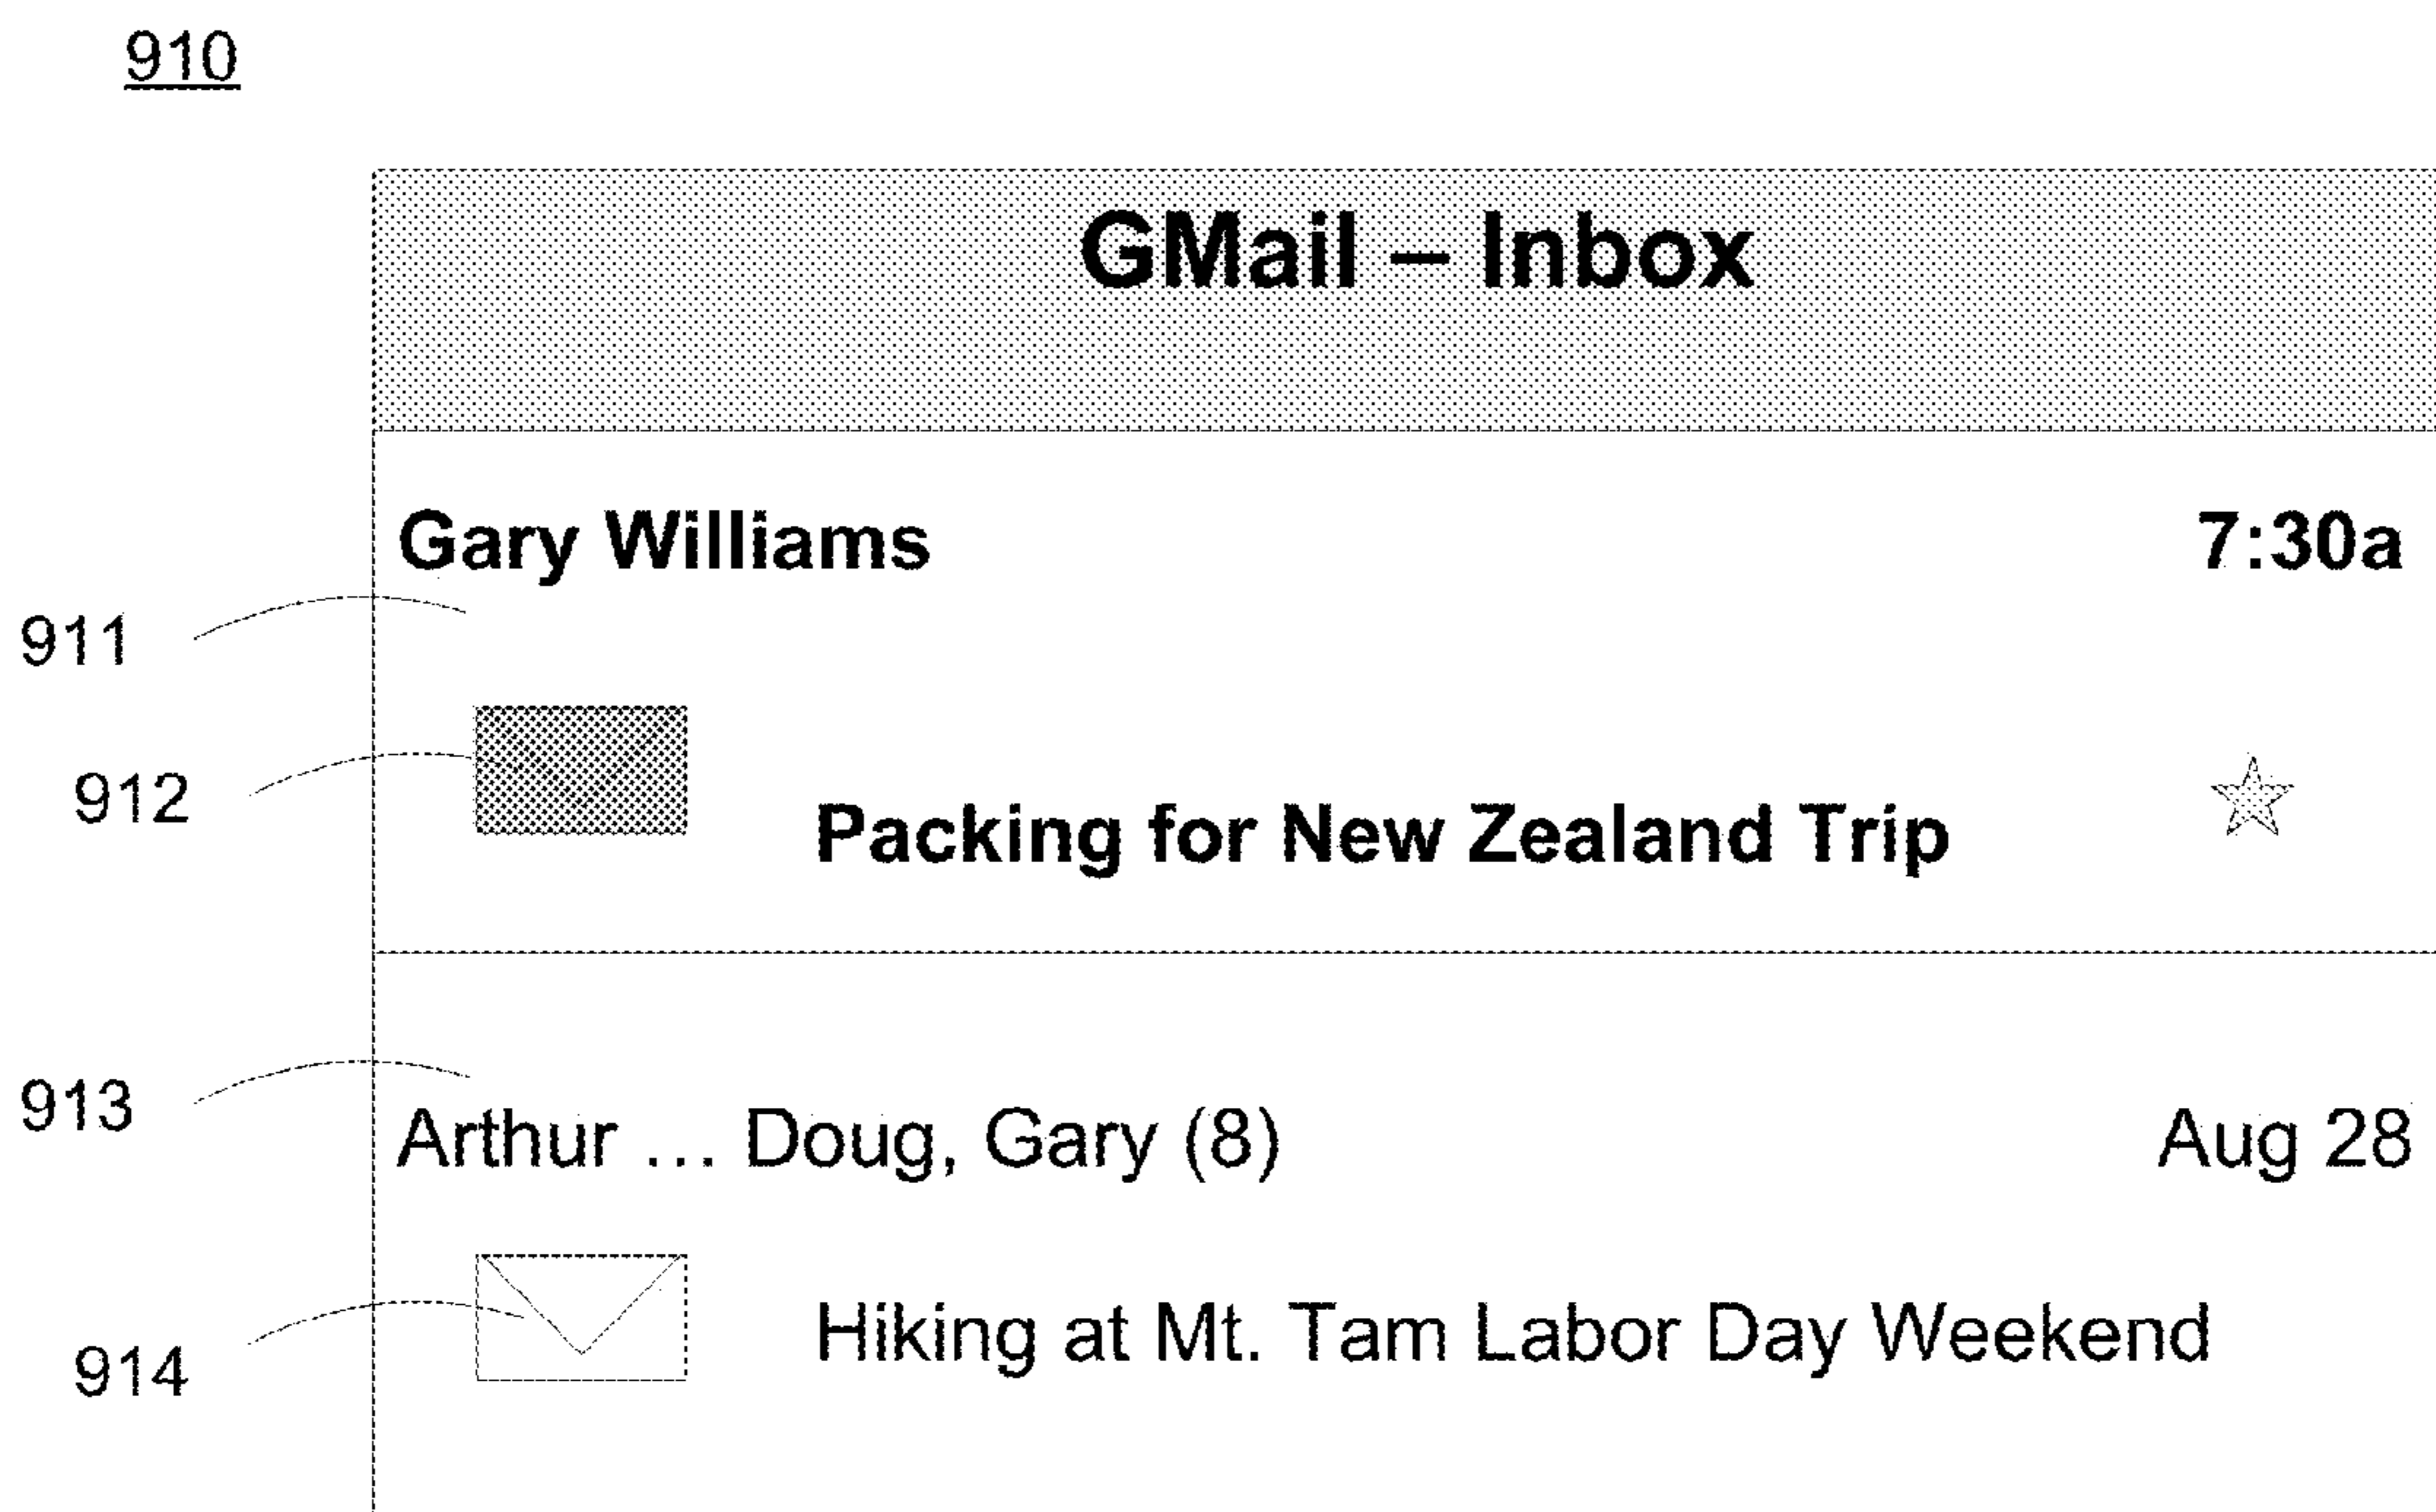 910
GMail – Inbox
Gary Williams 7:30a
911
912
Packing for New Zealand Trip
913
Arthur ... Doug, Gary (8) Aug 28
Hiking at Mt. Tam Labor Day Weekend
914